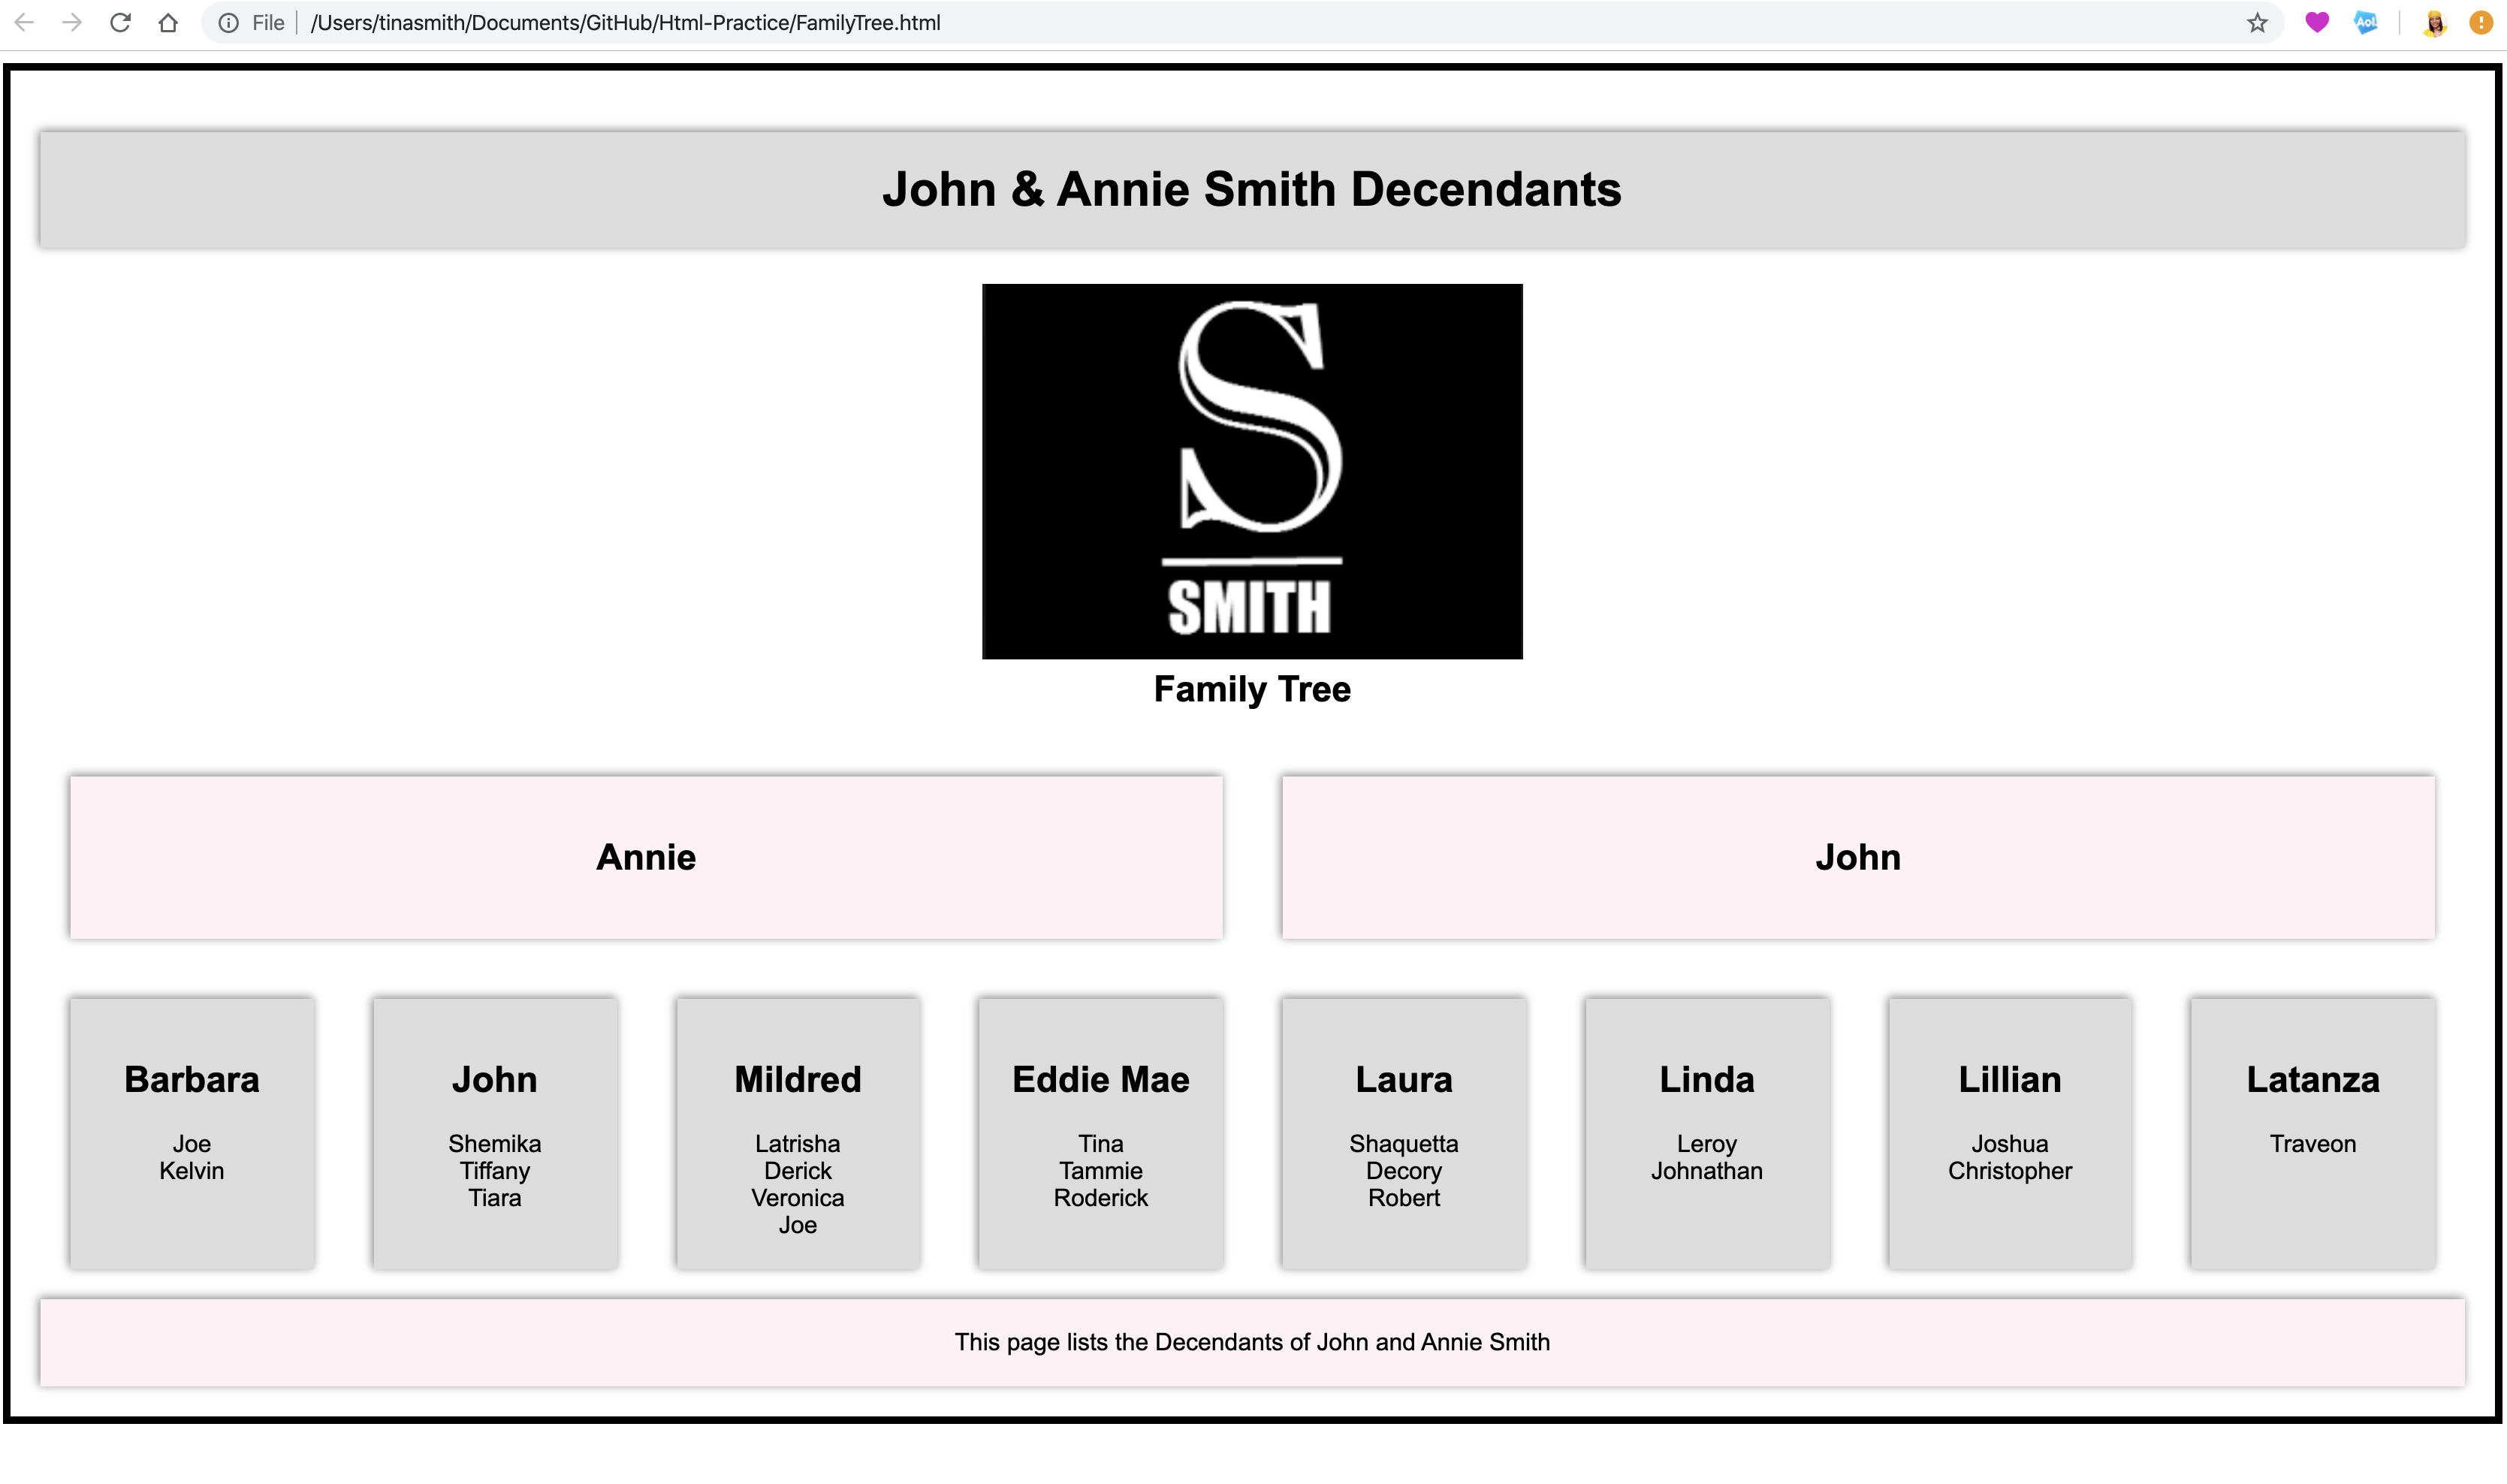 File
/Users/tinasmith/Documents/GitHub/Html-Practice/FamilyTree.html
Aol.
John & Annie Smith Decendants
S
SMITH
Family Tree
Annie
John
Barbara
Joe
Kelvin
John
Shemika
Tiffany
Tiara
Mildred
Latrisha
Derick
Veronica
Joe
Eddie Mae
Tina
Tammie
Roderick
Laura
Shaquetta
Decory
Robert
Linda
Leroy
Johnathan
Lillian
Joshua
Christopher
Latanza
Traveon
This page lists the Decendants of John and Annie Smith